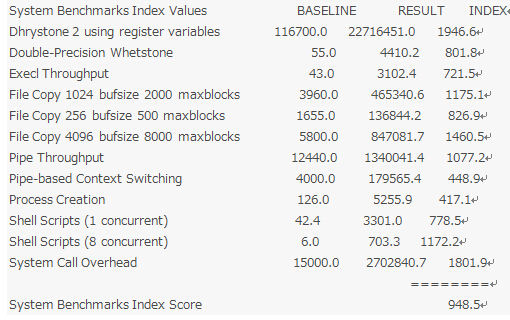 System Benchmarks Index Values BASELINE RESULT INDEX↵
Dhrystone 2 using register variables 116700.0 22716451.0 1946.6↵
Double-Precision Whetstone 55.0 4410.2 801.8↵
Execl Throughput 43.0 3102.4 721.5↵
File Copy 1024 bufsize 2000 maxblocks 3960.0 465340.6 1175.1↵
File Copy 256 bufsize 500 maxblocks 1655.0 136844.2 826.9↵
File Copy 4096 bufsize 8000 maxblocks 5800.0 847081.7 1460.5↵
Pipe Throughput 12440.0 1340041.4 1077.2↵
Pipe-based Context Switching 4000.0 179565.4 448.9↵
Process Creation 126.0 5255.9 417.1↵
Shell Scripts (1 concurrent) 42.4 3301.0 778.5↵
Shell Scripts (8 concurrent) 6.0 703.3 1172.2↵
System Call Overhead 15000.0 2702840.7 1801.9↵
========↵
System Benchmarks Index Score 948.5↵